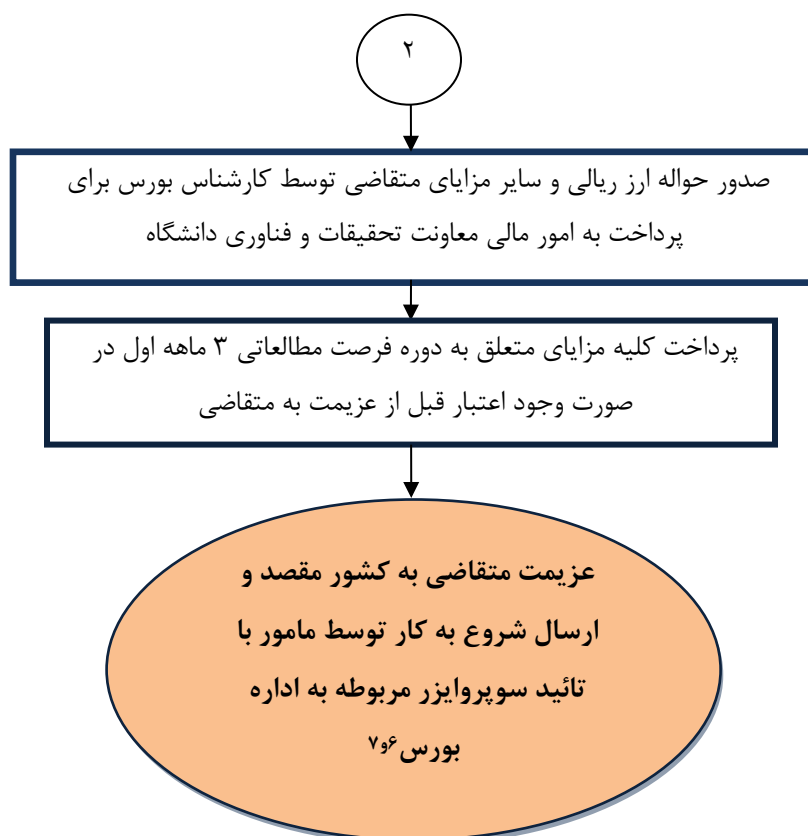 ۲
صدور حواله ارز ریالی و سایر مزایای متقاضی توسط کارشناس بورس برای
پرداخت به امور مالی معاونت تحقیقات و فناوری دانشگاه
پرداخت کلیه مزایای متعلق به دوره فرصت مطالعاتی ۳ ماهه اول در
صورت وجود اعتبار قبل از عزیمت به متقاضی
عزیمت متقاضی به کشور مقصد و
ارسال شروع به کار توسط مامور با
تائید سوپروایزر مربوطه به اداره
بورس۶و۷